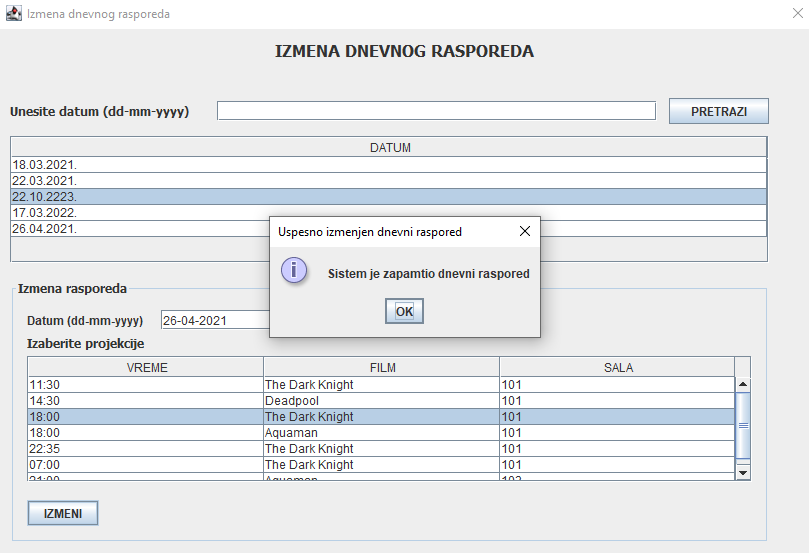 Izmena dnevnog rasporeda
IZMENA DNEVNOG RASPOREDA
Unesite datum (dd-mm-yyyy) PRETRAZI
DATUM
18.03.2021.
22.03.2021.
22.10.2223.
17.03.2022.
26.04.2021.
Uspesno izmenjen dnevni raspored
Sistem je zapamtio dnevni raspored
OK
Izmena rasporeda
Datum (dd-mm-yyyy) 26-04-2021
Izaberite projekcije
VREME FILM SALA
11:30 The Dark Knight 101
14:30 Deadpool 101
18:00 The Dark Knight 101
18:00 Aquaman 101
22:35 The Dark Knight 101
07:00 The Dark Knight 101
Aquaman
IZMENI